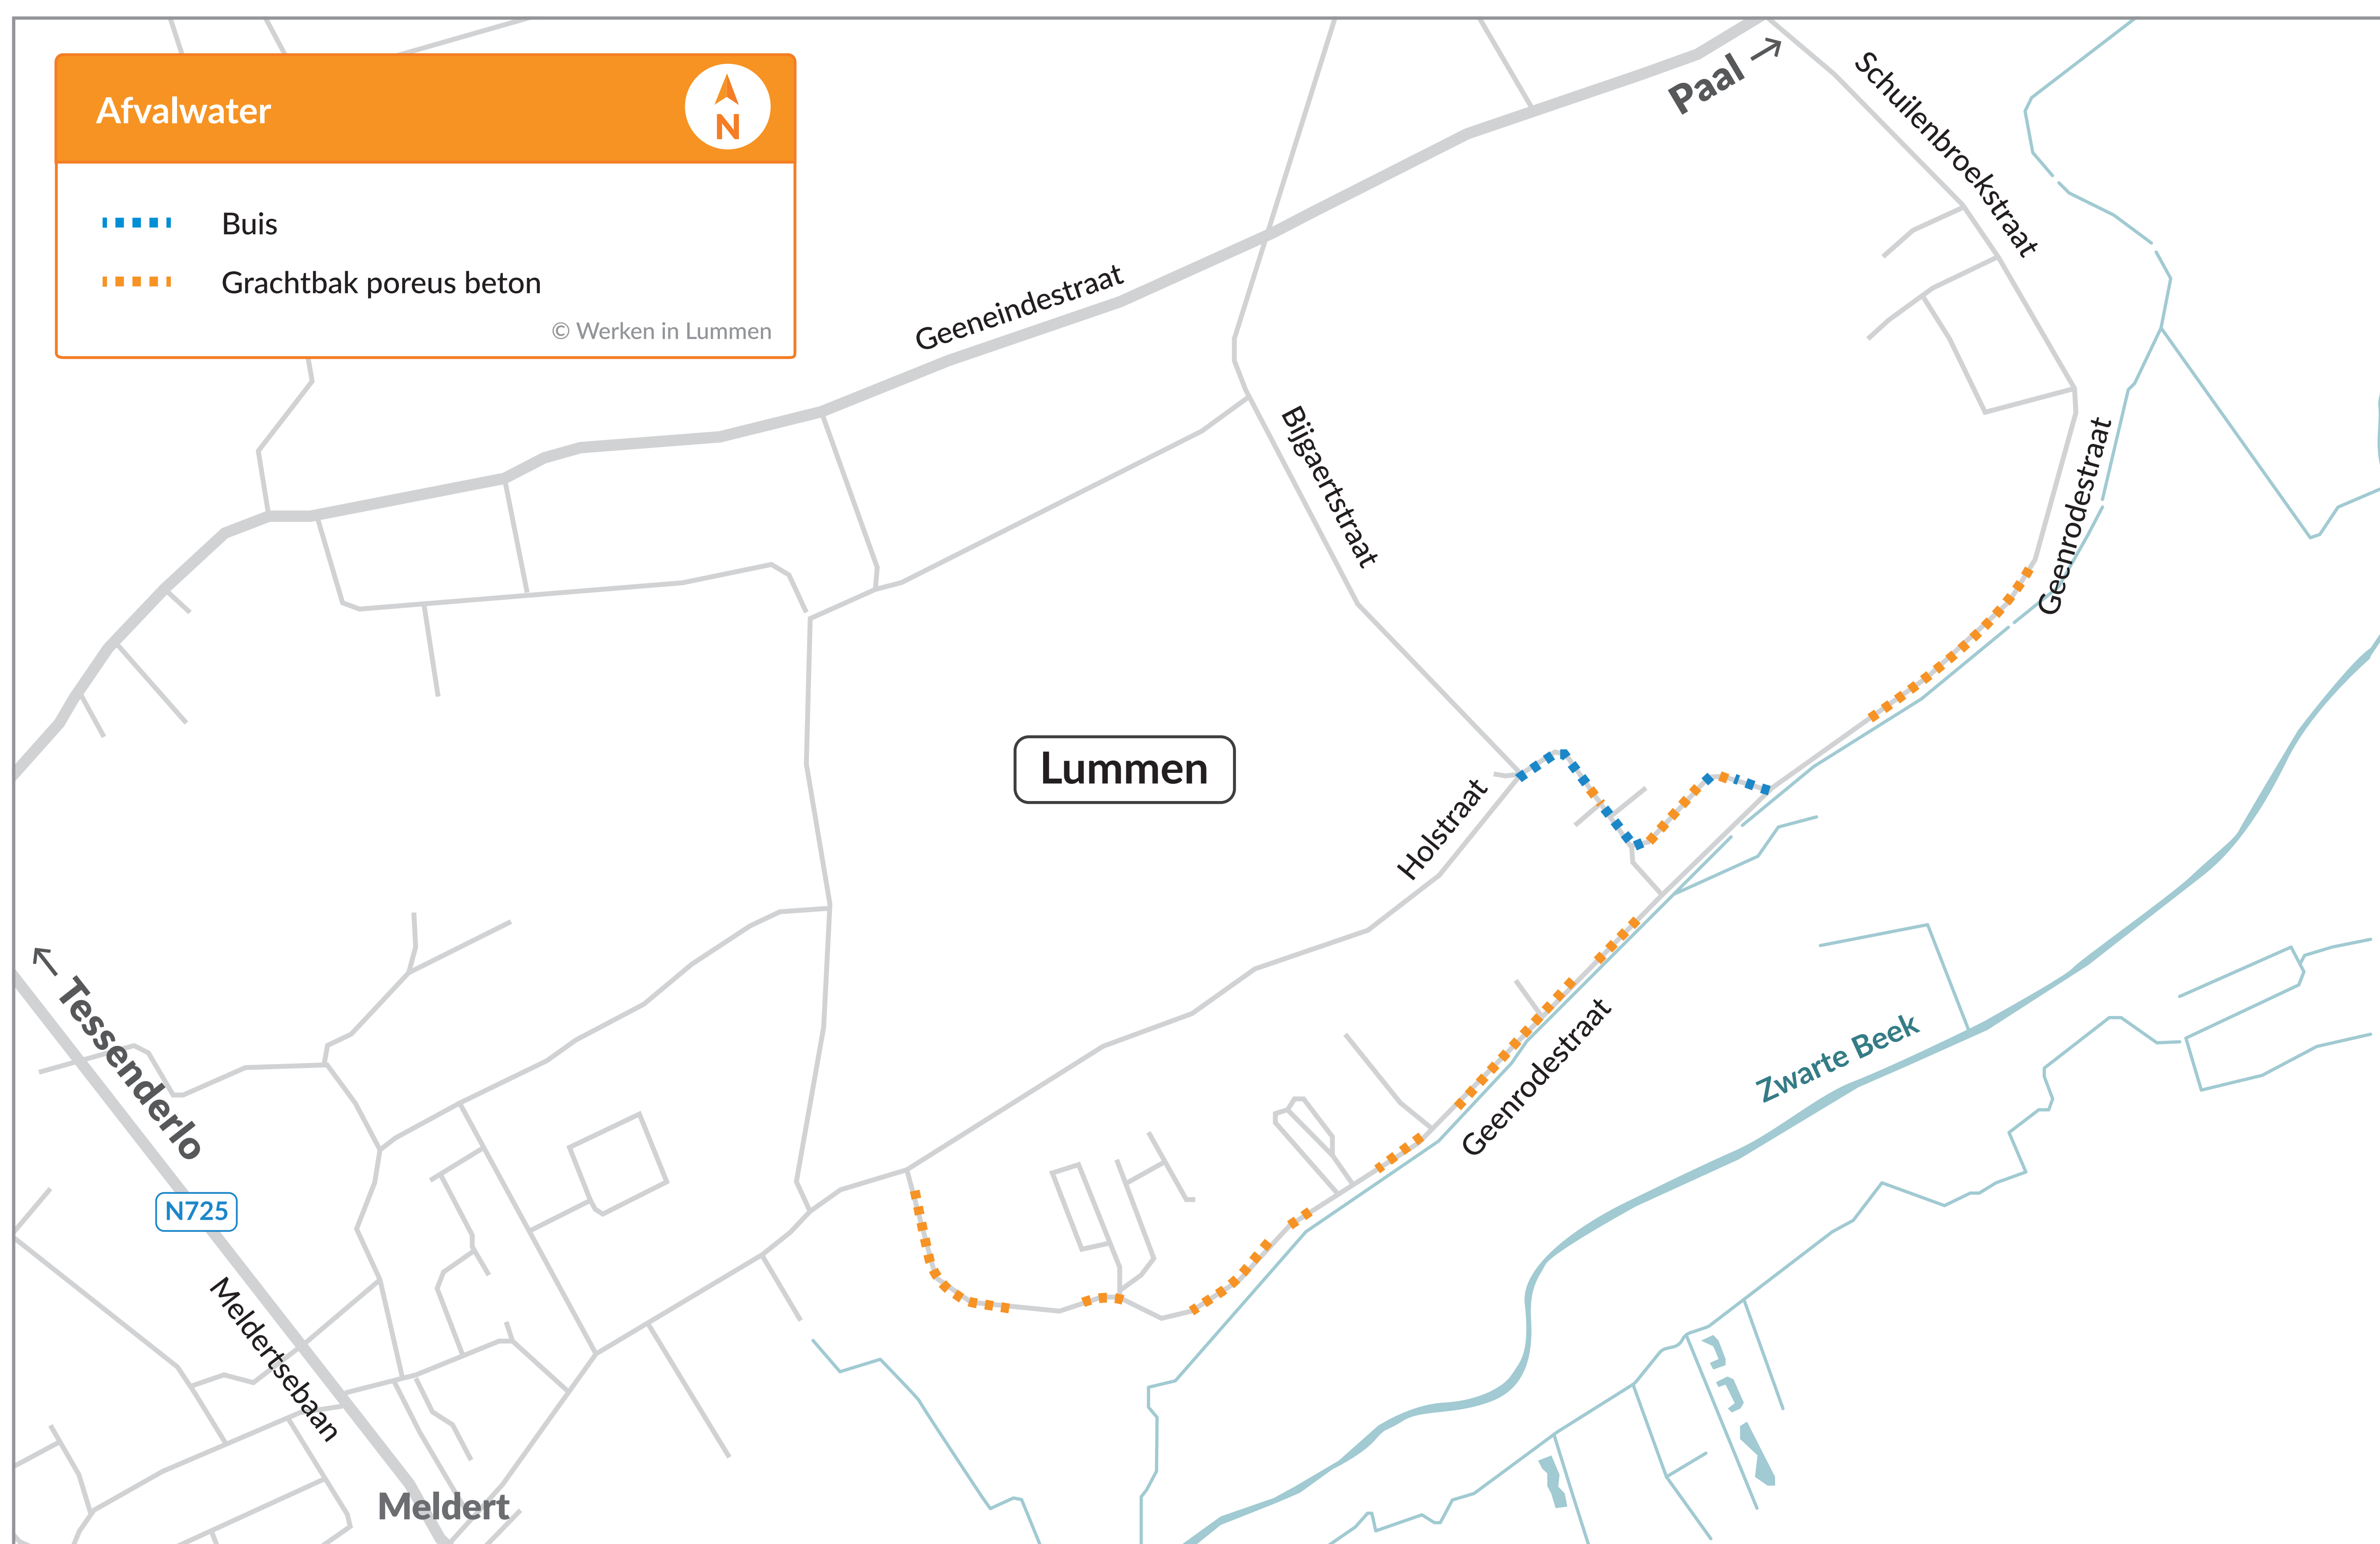 Afvalwater
N
Buis
Grachtbak poreus beton
© Werken in Lummen
Paal
Schuilenbroekstraat
Geeneindestraat
Bijgaertstraat
Geenrodestraat
Lummen
Holstraat
Tessenderlo
Geenrodestraat
Zwarte Beek
N725
Meldertsebaan
Meldert